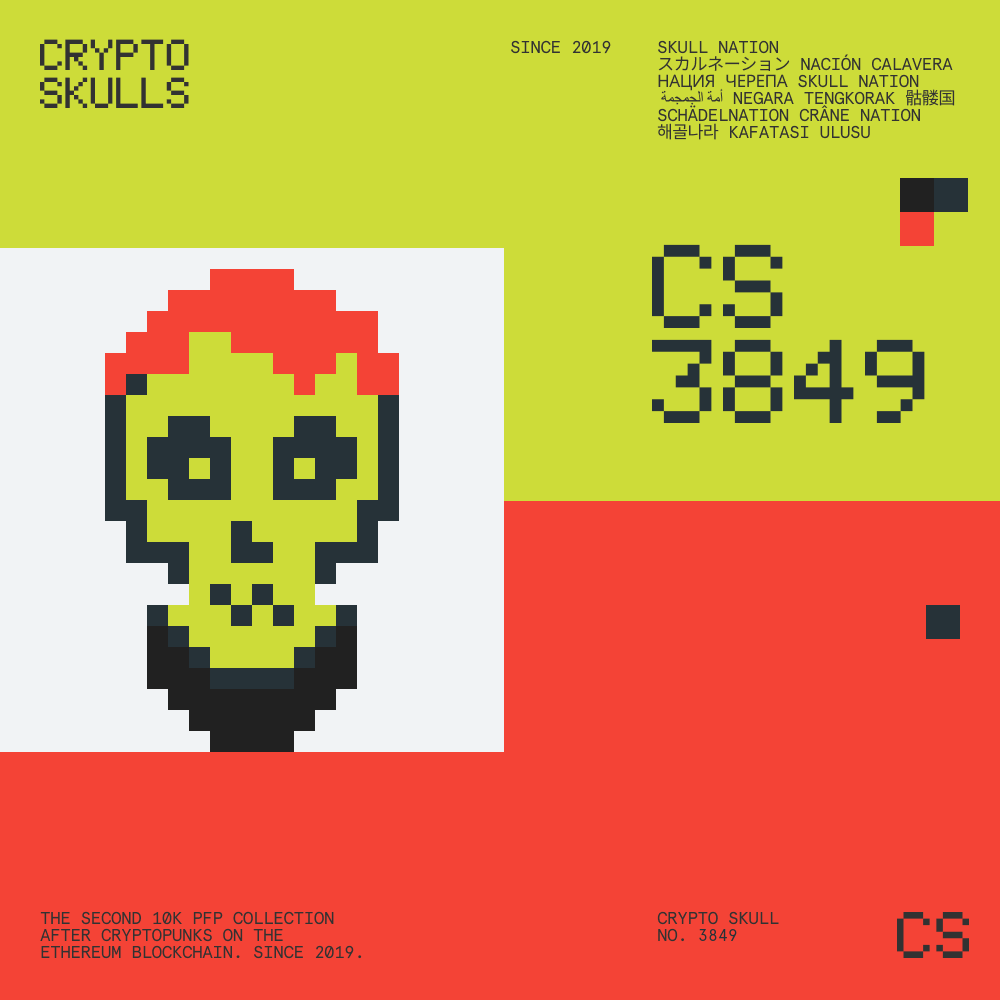 CRYPTO
SKULLS
SINCE 2019
SKULL NATION
スカルネーション NACIÓN CALAVERA
НАЦИЯ ЧЕРЕПА SKULL NATION
أمة الجمجمة NEGARA TENGKORAK 骷髅国
SCHÄDELNATION CRÂNE NATION
해골나라 KAFATASI ULUSU
CS
3849
THE SECOND 10K PFP COLLECTION
AFTER CRYPTOPUNKS ON THE
ETHEREUM BLOCKCHAIN. SINCE 2019.
CRYPTO SKULL
NO. 3849
CS